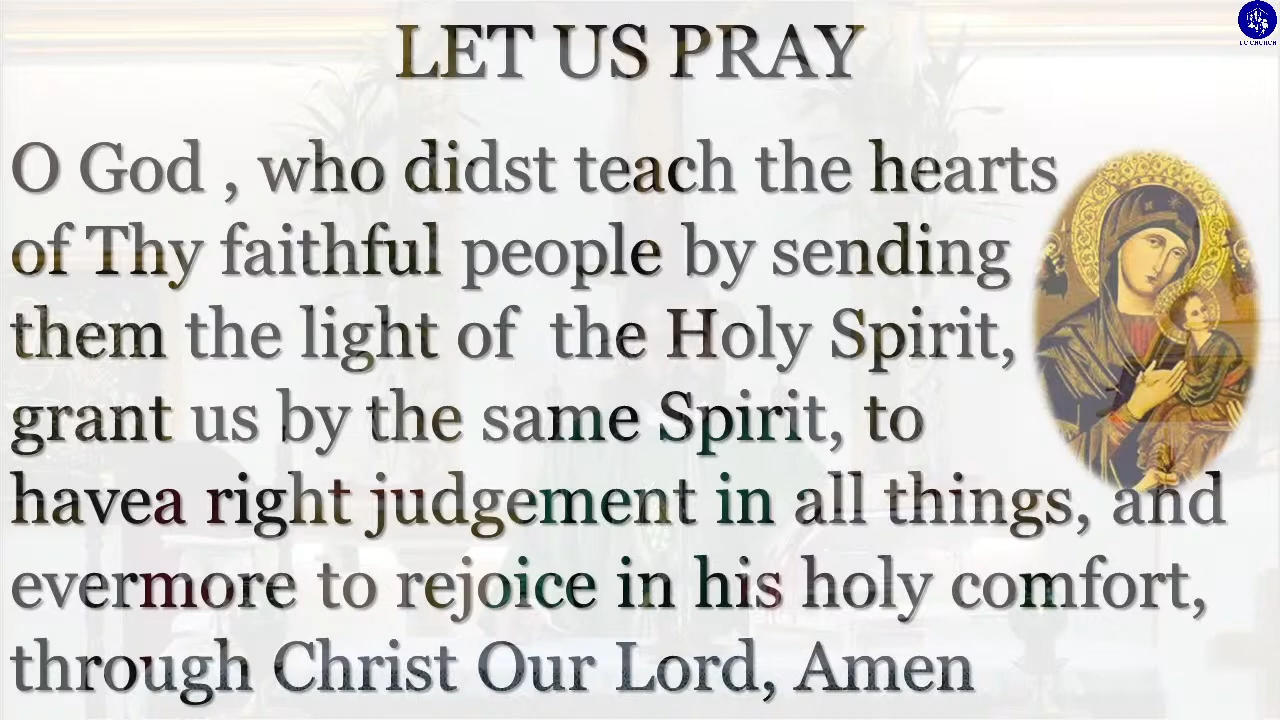 LET US PRAY
O God , who didst teach the hearts
of Thy faithful people by sending
them the light of the Holy Spirit,
grant us by the same Spirit, to
havea right judgement in all things, and
evermore to rejoice in his holy comfort,
through Christ Our Lord, Amen